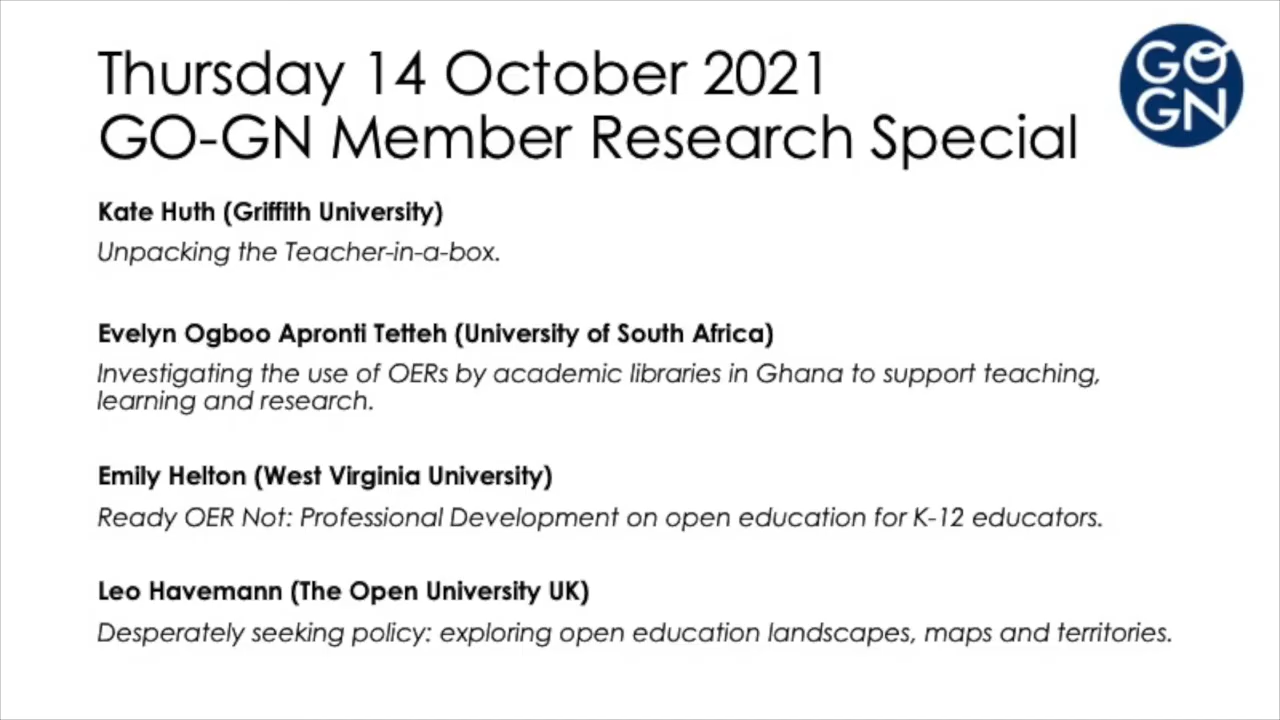 Thursday 14 October 2021
GO-GN Member Research Special
GO
GN
Kate Huth (Griffith University)
Unpacking the Teacher-in-a-box.
Evelyn Ogboo Apronti Tetteh (University of South Africa)
Investigating the use of OERs by academic libraries in Ghana to support teaching,
learning and research.
Emily Helton (West Virginia University)
Ready OER Not: Professional Development on open education for K-12 educators.
Leo Havemann (The Open University UK)
Desperately seeking policy: exploring open education landscapes, maps and territories.